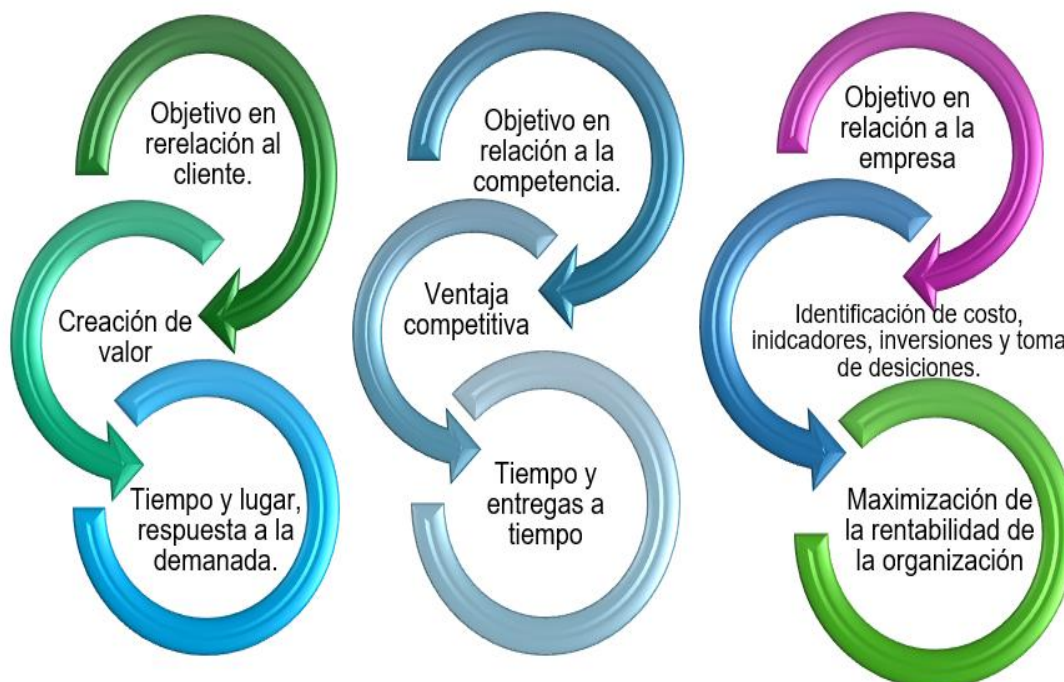 Objetivo en
rerelación al
cliente.
Creación de
valor
Tiempo y lugar,
respuesta a la
demanada.
Objetivo en
relación a la
competencia.
Ventaja
competitiva
Tiempo y
entregas a
tiempo
Objetivo en
relación a la
empresa
Identificación de costo,
inidcadores, inversiones y toma
de desiciones.
Maximización de
la rentabilidad de
la organización